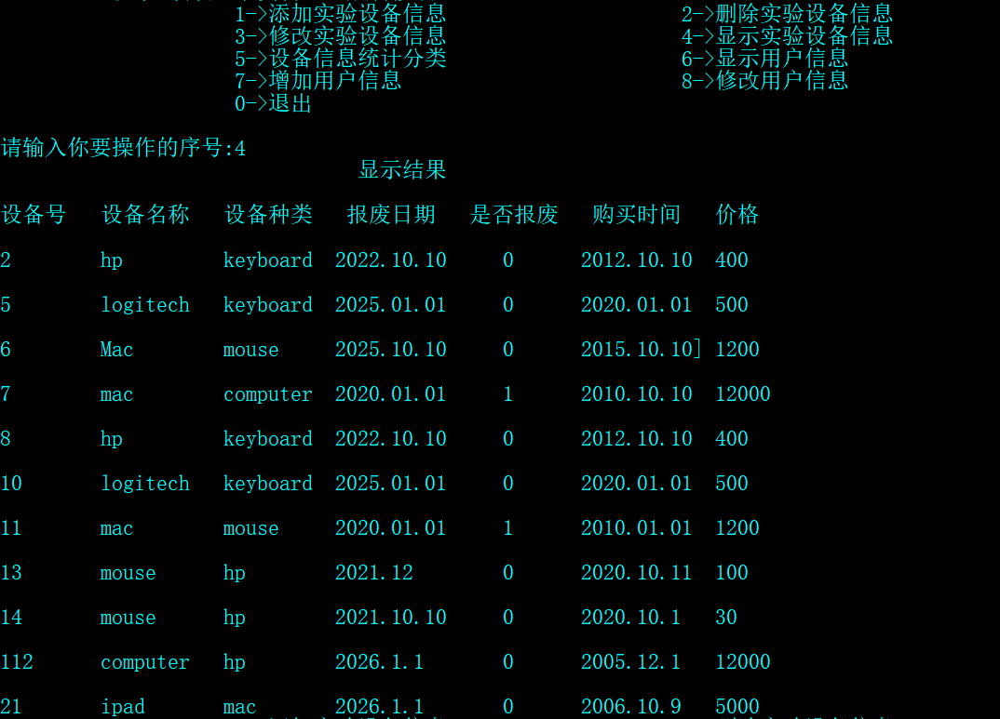 1->添加实验设备信息 2->删除实验设备信息
3->修改实验设备信息 4->显示实验设备信息
5->设备信息统计分类 6->显示用户信息
7->增加用户信息 8->修改用户信息
0->退出
请输入你要操作的序号:4
显示结果
设备号 设备名称 设备种类 报废日期 是否报废 购买时间 价格
2 hp keyboard 2022.10.10 0 2012.10.10 400
5 logitech keyboard 2025.01.01 0 2020.01.01 500
6 Mac mouse 2025.10.10 0 2015.10.10] 1200
7 mac computer 2020.01.01 1 2010.10.10 12000
8 hp keyboard 2022.10.10 0 2012.10.10 400
10 logitech keyboard 2025.01.01 0 2020.01.01 500
11 mac mouse 2020.01.01 1 2010.01.01 1200
13 mouse hp 2021.12 0 2020.10.11 100
14 mouse hp 2021.10.10 0 2020.10.1 30
112 computer hp 2026.1.1 0 2005.12.1 12000
21 ipad mac 2026.1.1 0 2006.10.9 5000